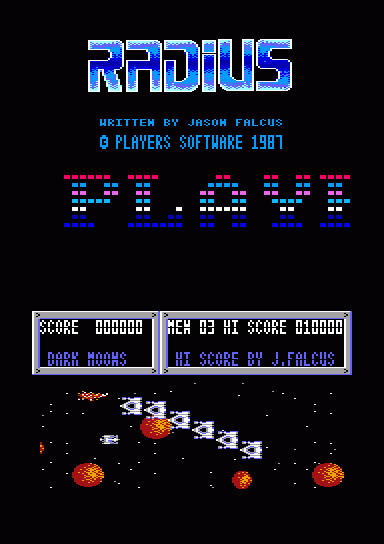 RADiUS
WRITTEN BY JASON FALCUS
© PLAYERS SOFTWARE 1987
PLAY
SCORE 000000
MEN 03 HI SCORE 010000
DARK MOONS
HI SCORE BY J.FALCUS